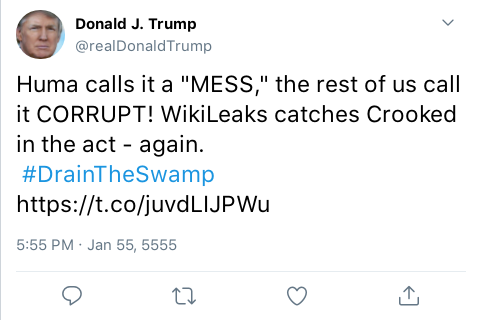 Donald J. Trump
@realDonaldTrump
Huma calls it a "MESS," the rest of us call
it CORRUPT! WikiLeaks catches Crooked
in the act - again.
#DrainTheSwamp
https://t.co/juvdLIJPWu
5:55 PM · Jan 55, 5555